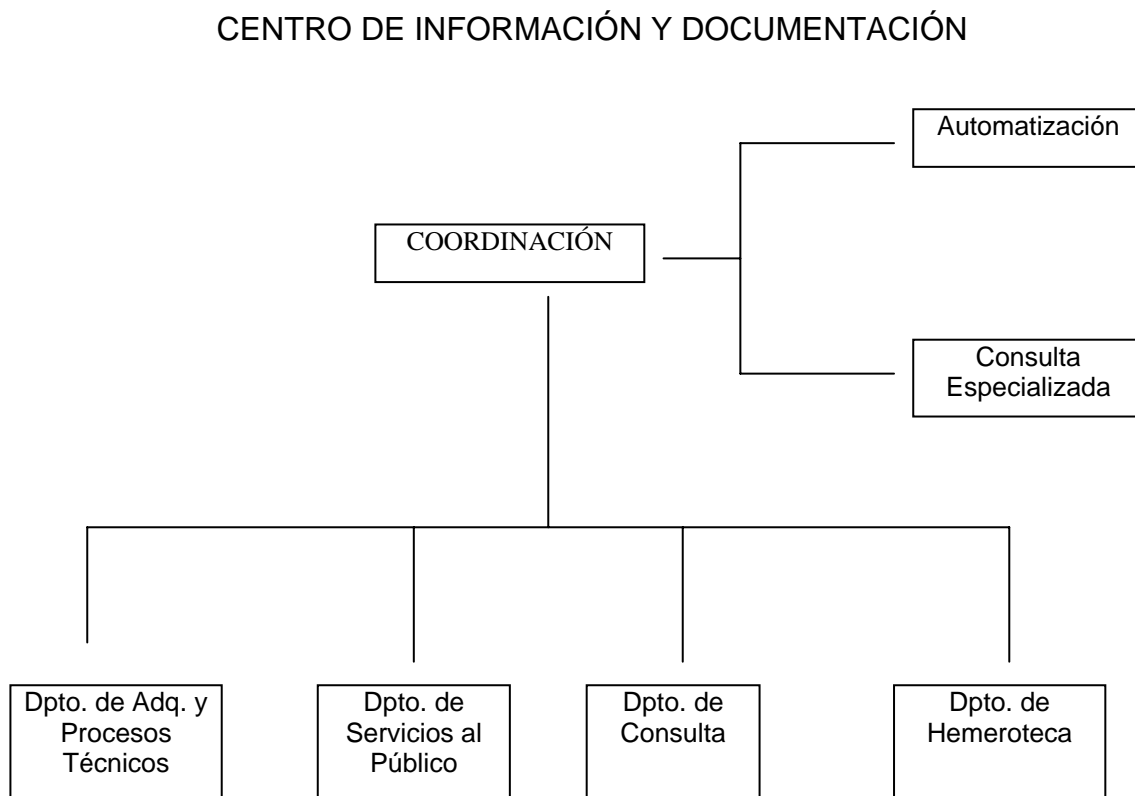 CENTRO DE INFORMACIÓN Y DOCUMENTACIÓN
Automatización
COORDINACIÓN
Consulta
Especializada
Dpto. de Adq. y
Procesos
Técnicos
Dpto. de
Servicios al
Público
Dpto. de
Consulta
Dpto. de
Hemeroteca